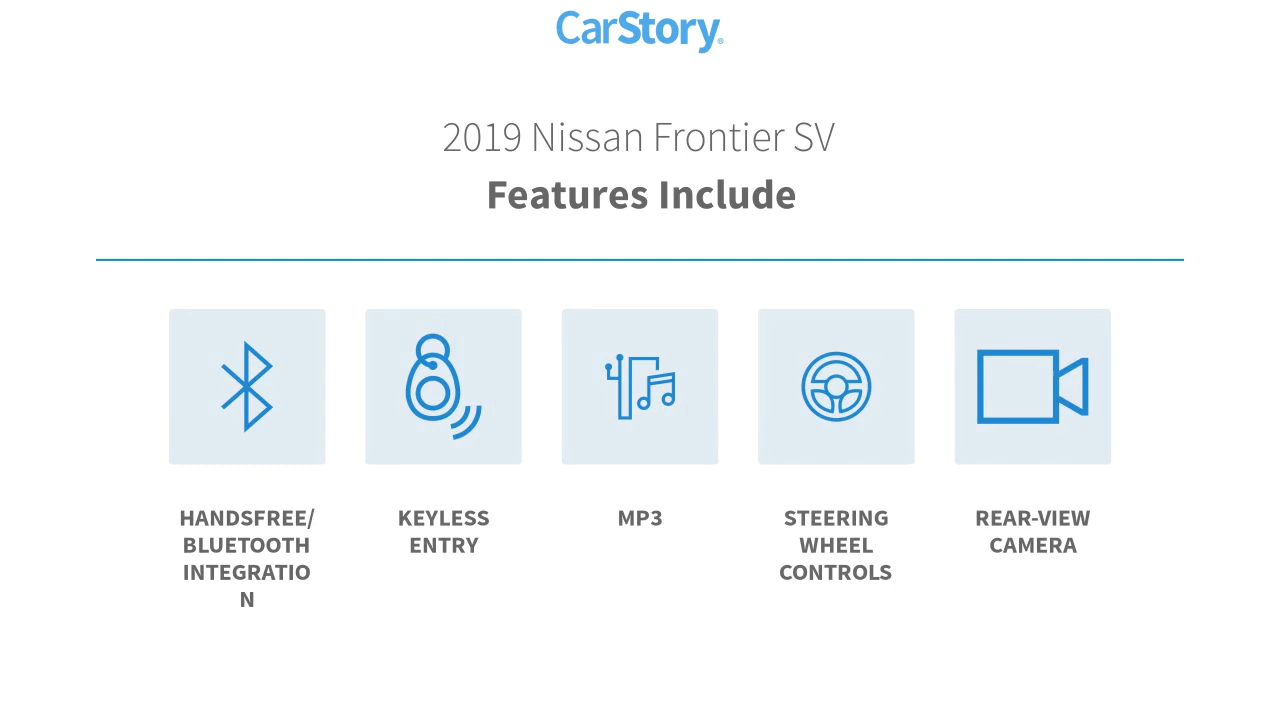 CarStory®
2019 Nissan Frontier SV
Features Include
HANDSFREE/
BLUETOOTH
INTEGRATIO
N
KEYLESS
ENTRY
MP3
STEERING
WHEEL
CONTROLS
REAR-VIEW
CAMERA